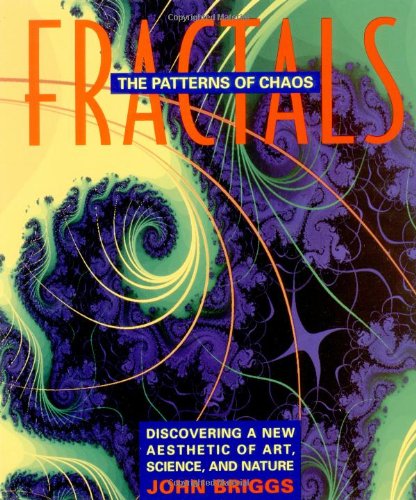 FRACTALS
THE PATTERNS OF CHAOS
DISCOVERING A NEW
AESTHETIC OF ART,
SCIENCE, AND NATURE
JOHN BRIGGS